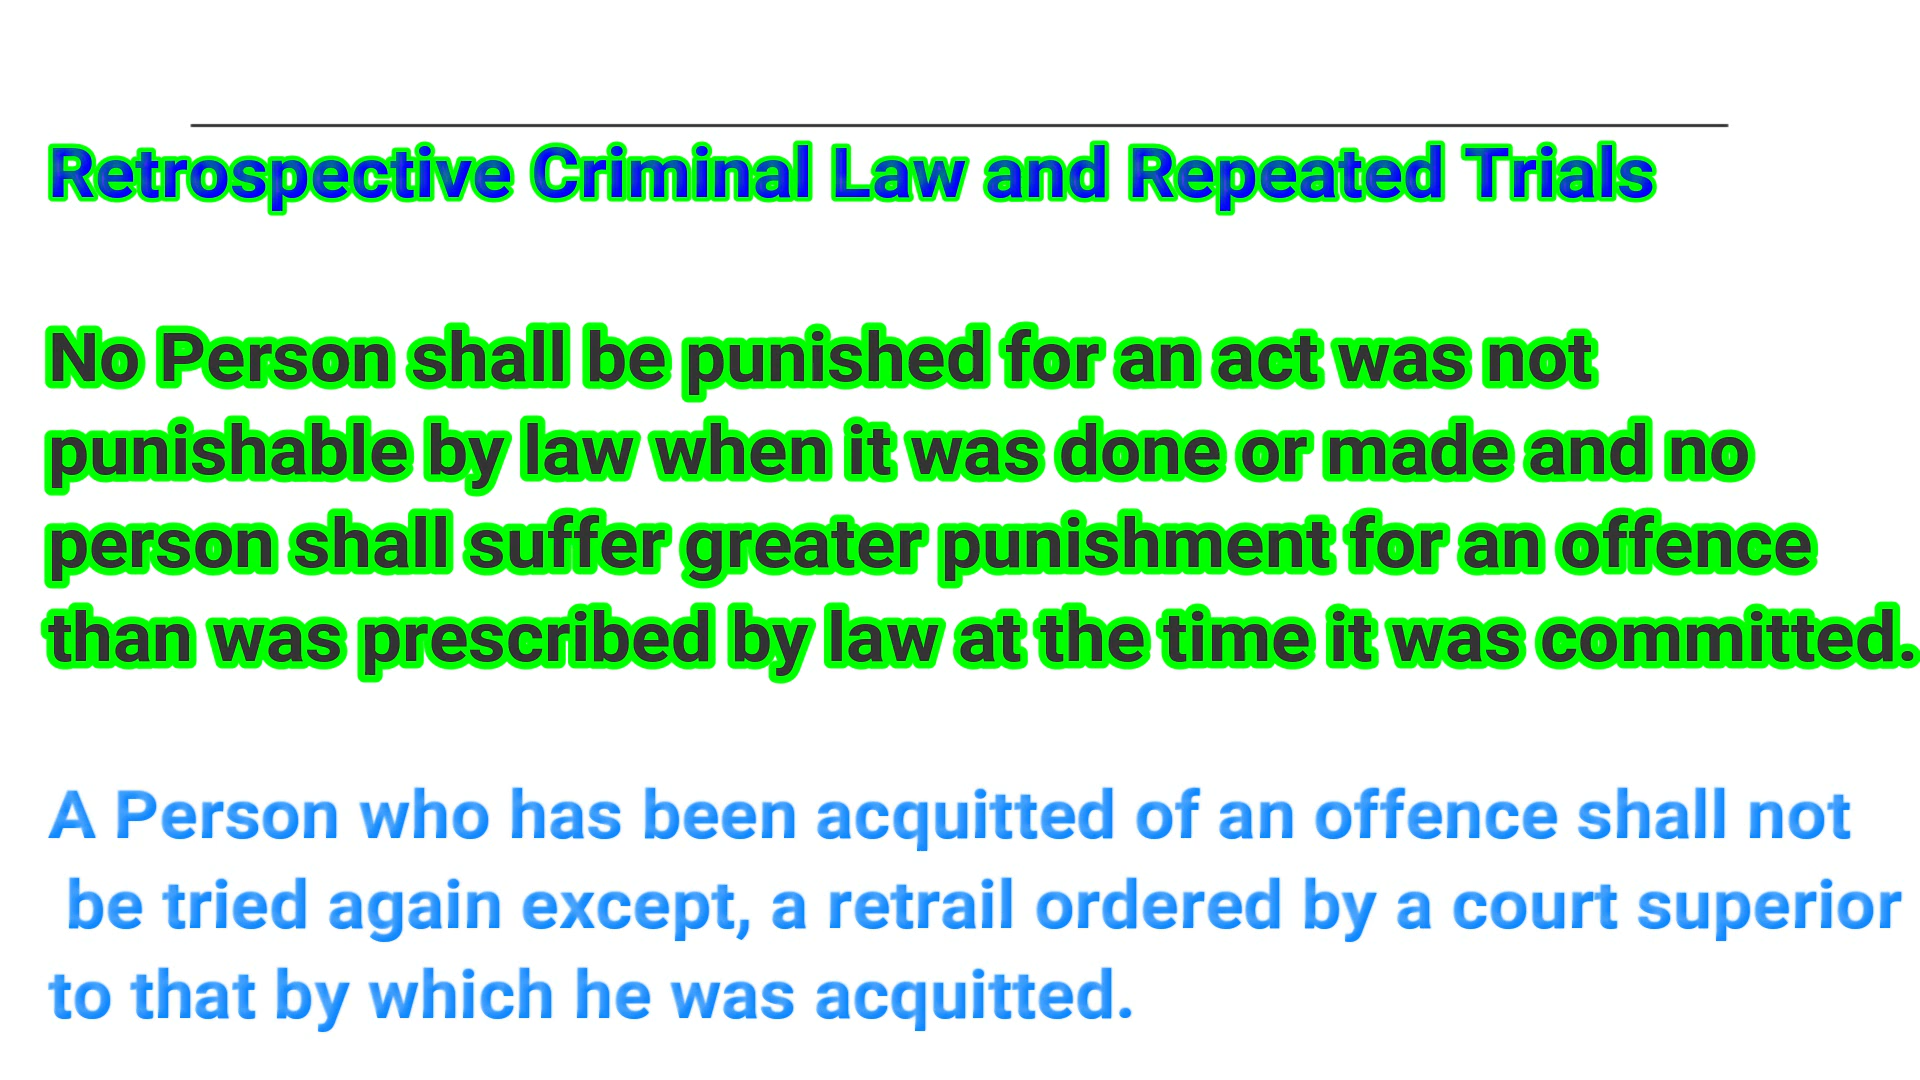 Retrospective Criminal Law and Repeated Trials
No Person shall be punished for an act was not
punishable by law when it was done or made and no
person shall suffer greater punishment for an offence
than was prescribed by law at the time it was committed.
A Person who has been acquitted of an offence shall not
be tried again except, a retrail ordered by a court superior
to that by which he was acquitted.